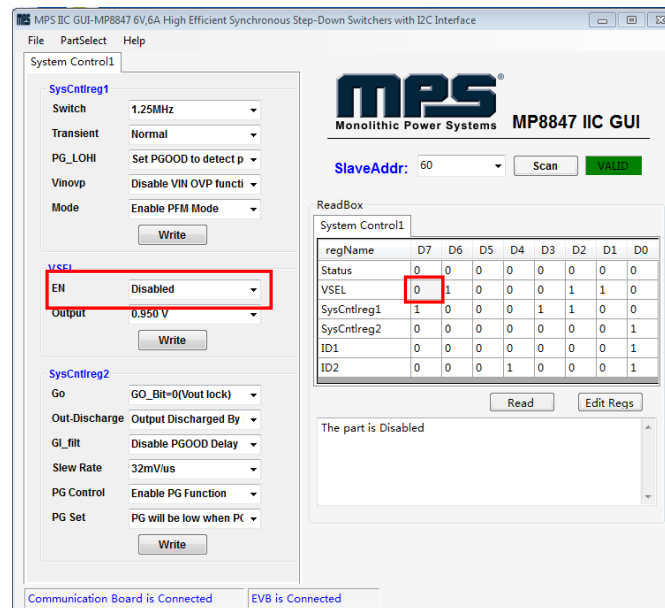 MPS IIC GUI-MP8847 6V,6A High Efficient Synchronous Step-Down Switchers with I2C Interface
File PartSelect Help
System Control1
SysCntlreg1
Switch 1.25MHz
Transient Normal
PG_LOHI Set PGOOD to detect p
Vinovp Disable VIN OVP functi
Mode Enable PFM Mode
Write
VSEL
EN Disabled
Output 0.950 V
Write
SysCntlreg2
Go GO_Bit=0(Vout lock)
Out-Discharge Output Discharged By
GI_filt Disable PGOOD Delay
Slew Rate 32mV/us
PG Control Enable PG Function
PG Set PG will be low when P(
Write
mps®
Monolithic Power Systems
MP8847 IIC GUI
SlaveAddr: 60 Scan VALID
ReadBox
System Control1
regName D7 D6 D5 D4 D3 D2 D1 D0
Status 0 0 0 0 0 0 0 0
VSEL 0 1 0 0 0 1 1 0
SysCntlreg1 1 0 0 0 1 1 0 0
SysCntlreg2 0 0 0 0 0 0 0 1
ID1 0 0 0 0 0 0 0 1
ID2 0 0 0 1 0 0 0 1
Read Edit Regs
The part is Disabled
Communication Board is Connected EVB is Connected